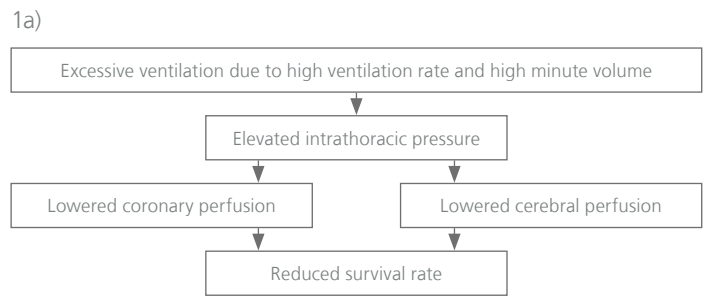 1a)
Excessive ventilation due to high ventilation rate and high minute volume
Elevated intrathoracic pressure
Lowered coronary perfusion
Lowered cerebral perfusion
Reduced survival rate